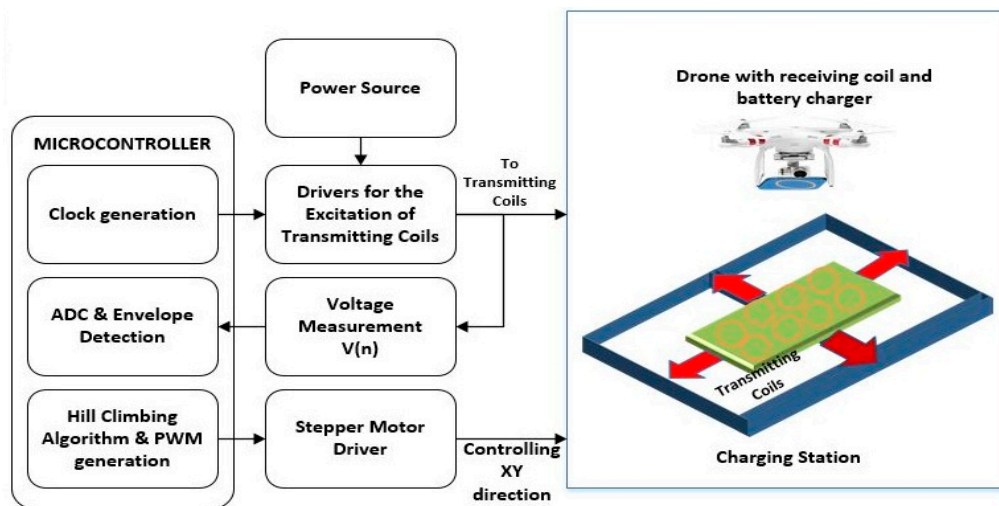 Power Source
MICROCONTROLLER
Clock generation
Drivers for the
Excitation of
Transmitting Coils
To
Transmitting
Coils
ADC & Envelope
Detection
Voltage
Measurement
V(n)
Hill Climbing
Algorithm & PWM
generation
Stepper Motor
Driver
Controlling
XY
direction
Drone with receiving coil and
battery charger
Transmitting
Coils
Charging Station